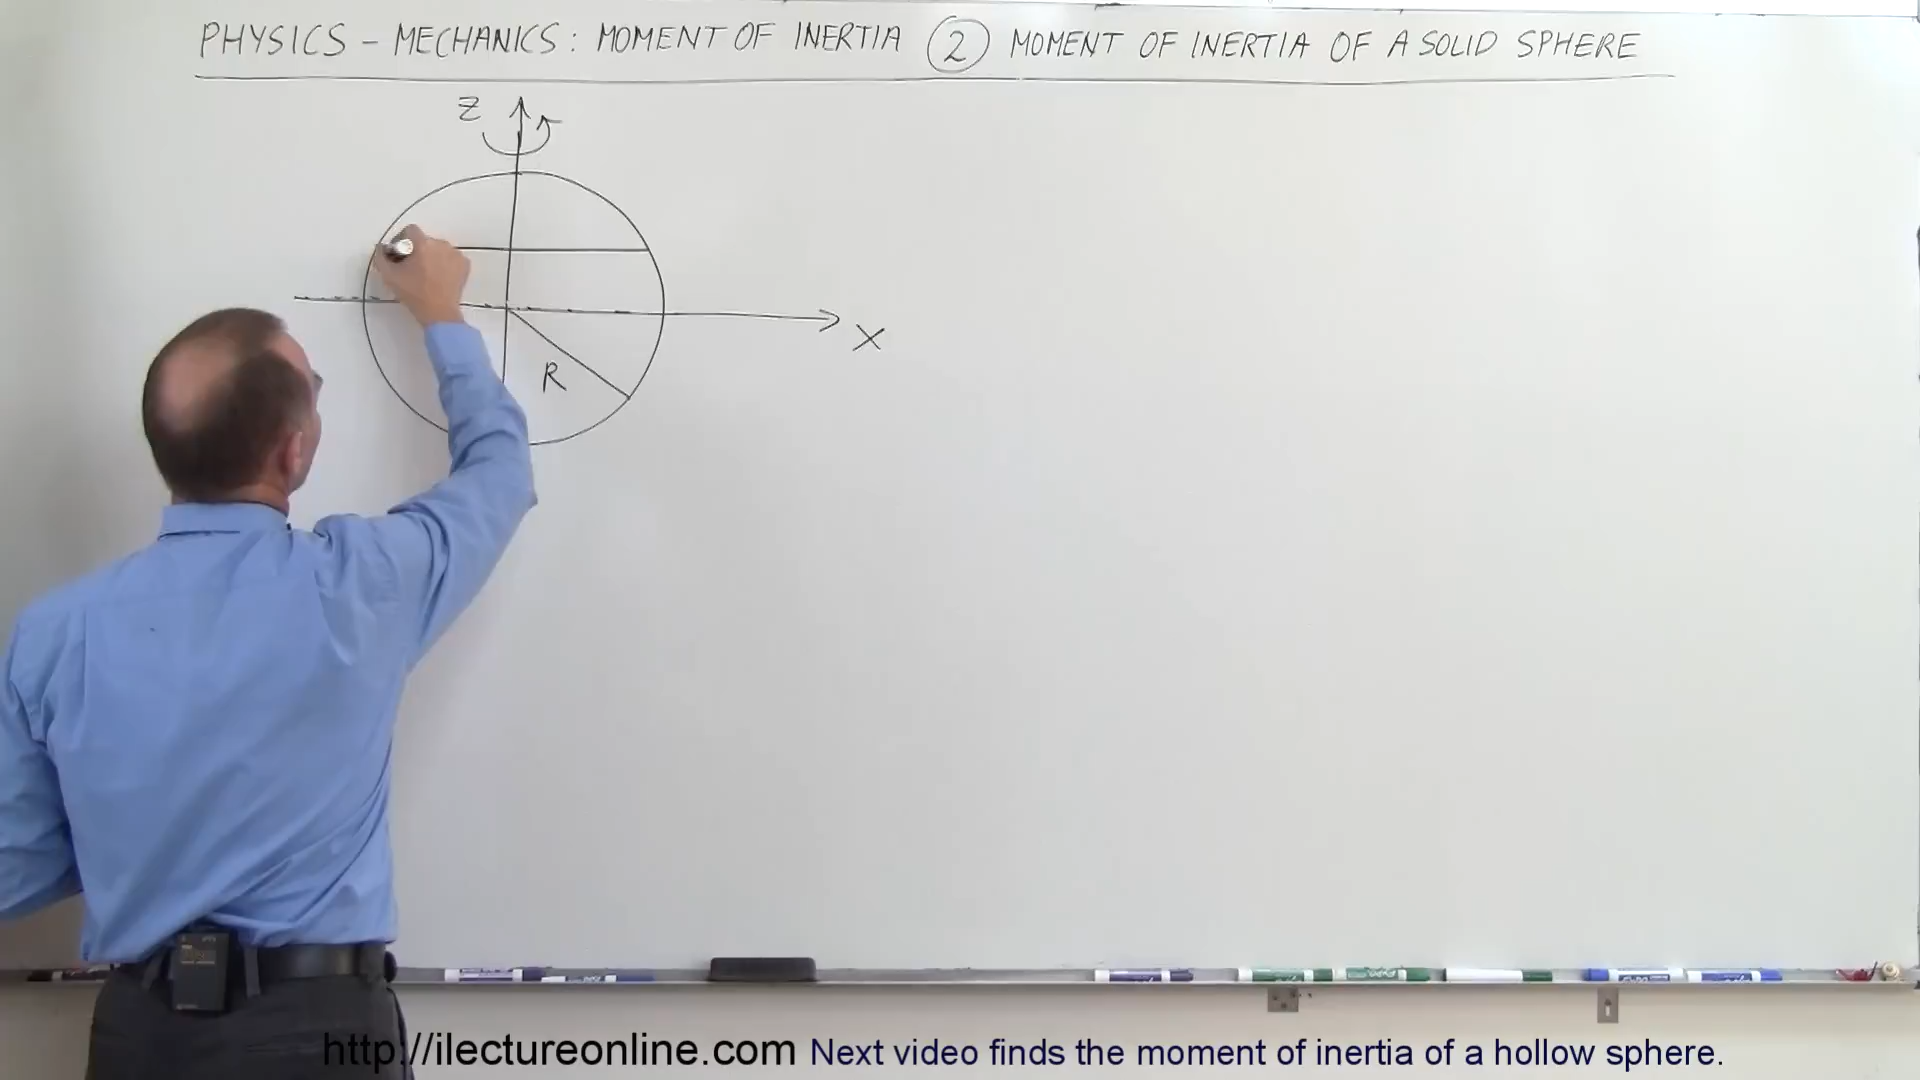 PHYSICS - MECHANICS: MOMENT OF INERTIA (2) MOMENT OF INERTIA OF A SOLID SPHERE
Z
X
R
http://ilectureonline.com Next video finds the moment of inertia of a hollow sphere.